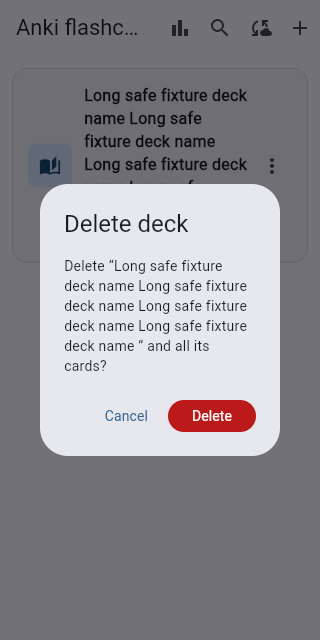 Anki flashc...
Long safe fixture deck
name Long safe
fixture deck name
Long safe fixture deck
Delete deck
Delete “Long safe fixture
deck name Long safe fixture
deck name Long safe fixture
deck name Long safe fixture
deck name ” and all its
cards?
Cancel
Delete